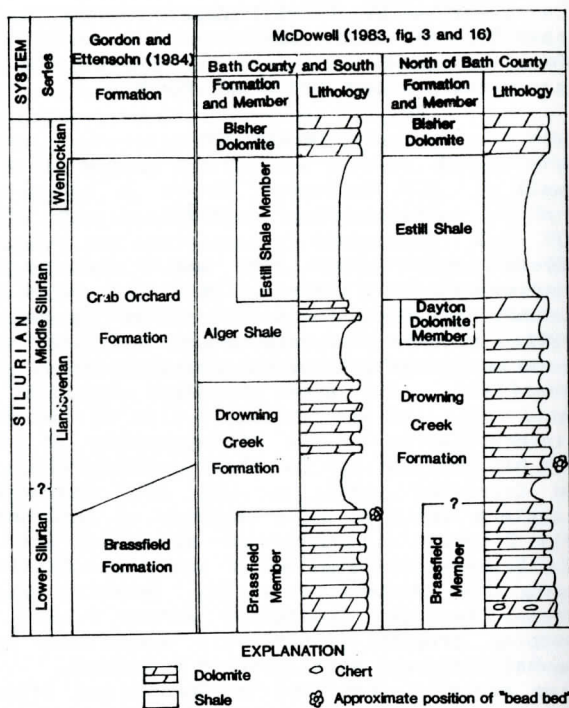 SYSTEM
Series
Gordon and
Ettensohn (1984)
Formation
McDowell (1983, fig. 3 and 16)
Bath County and South
North of Bath County
Formation
and Member
Lithology
Formation
and Member
Lithology
SILURIAN
Middle Silurian
Lower Silurian
Wenlockian
Llandoverian
?
Crab Orchard
Formation
Brassfield
Formation
Bisher
Dolomite
Estill Shale Member
Alger Shale
Drowning
Creek
Formation
Brassfield
Member
Bisher
Dolomite
Estill Shale
Dayton
Dolomite
Member
Drowning
Creek
Formation
?
Brassfield
Member
EXPLANATION
Dolomite
Chert
Shale
Approximate position of "bead bed"